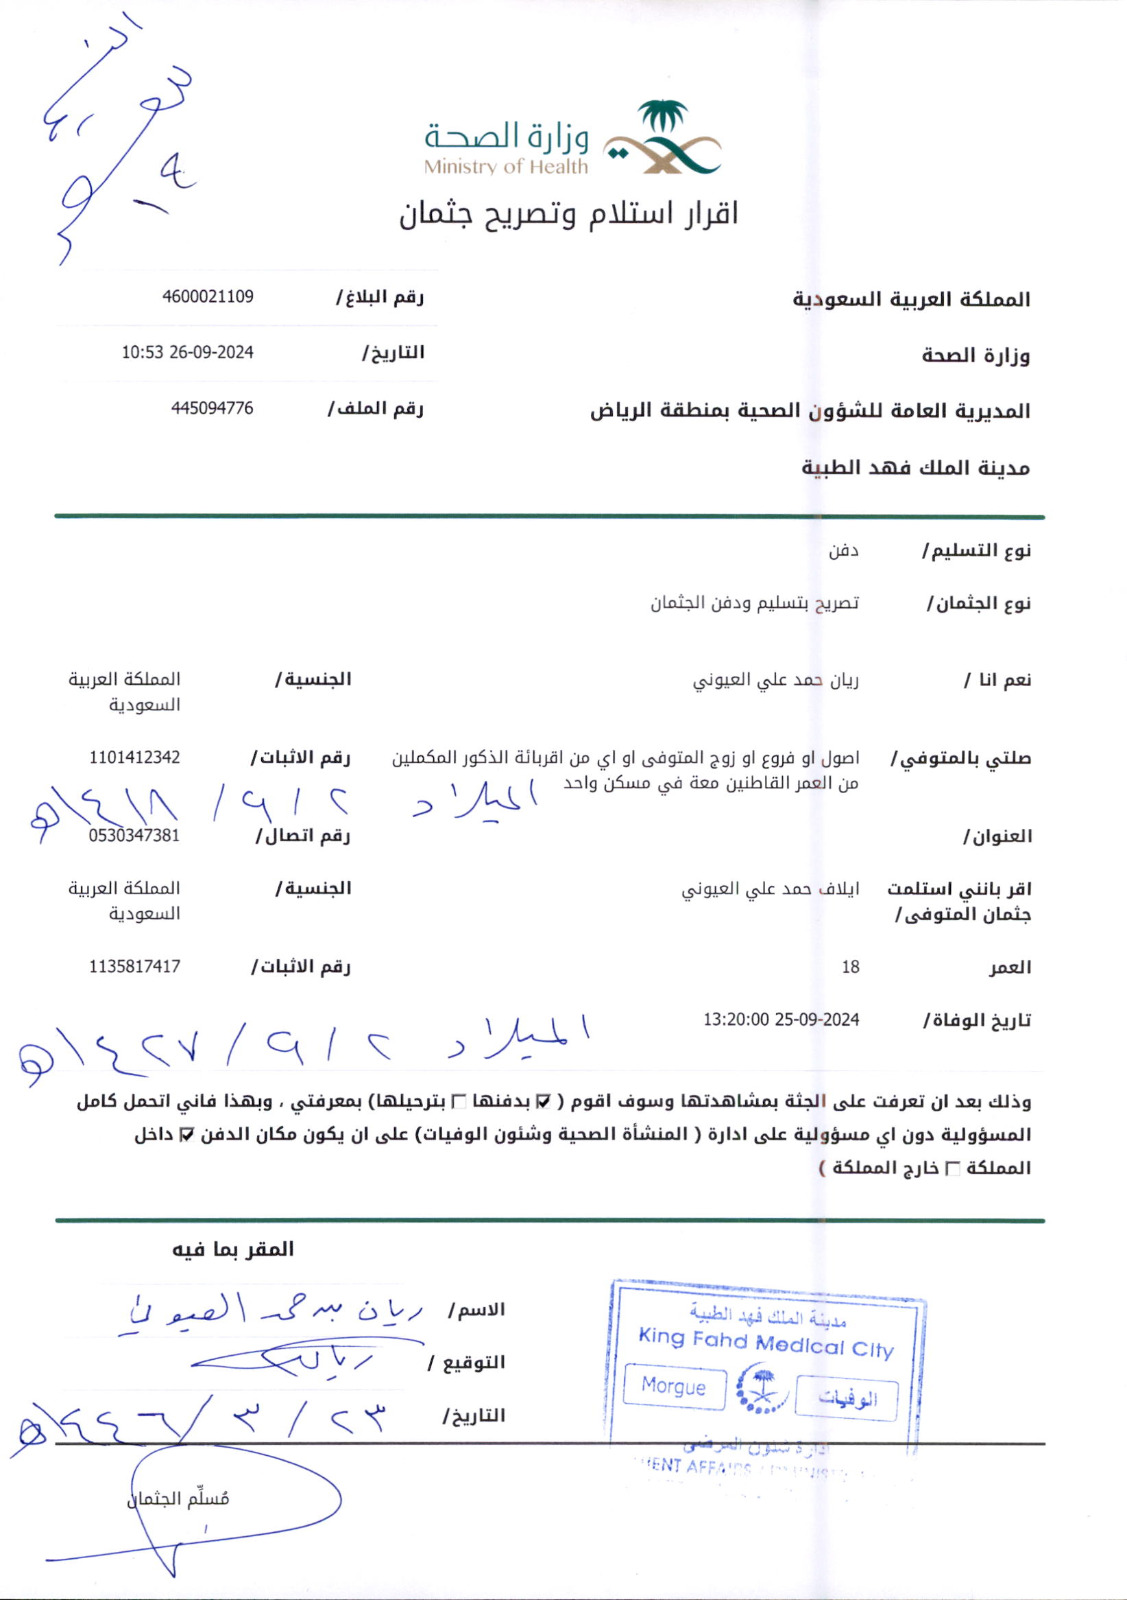 وزارة الصحة
Ministry of Health
اقرار استلام وتصريح جثمان
المملكة العربية السعودية
رقم البلاغ/ 4600021109
وزارة الصحة
التاريخ/ 26-09-2024 10:53
المديرية العامة للشؤون الصحية بمنطقة الرياض
رقم الملف/ 445094776
مدينة الملك فهد الطبية
نوع التسليم/ دفن
نوع الجثمان/ تصريح بتسليم ودفن الجثمان
نعم انا / ريان حمد علي العيوني
الجنسية/ المملكة العربية
السعودية
صلتي بالمتوفي/ اصول او فروع او زوج المتوفى او اي من اقربائة الذكور المكملين
من العمر القاطنين معة في مسكن واحد
رقم الاثبات/ 1101412342
الميلاد ٢ / ٩ / ١٤١٨ه
العنوان/
رقم اتصال/ 0530347381
اقر بانني استلمت
جثمان المتوفى/ ايلاف حمد علي العيوني
الجنسية/ المملكة العربية
السعودية
العمر 18
رقم الاثبات/ 1135817417
تاريخ الوفاة/ 25-09-2024 13:20:00
الميلاد ٢ / ٩ / ١٤٢٧ه
وذلك بعد ان تعرفت على الجثة بمشاهدتها وسوف اقوم ( ☑ بدفنها ☐ بترحيلها) بمعرفتي ، وبهذا فاني اتحمل كامل
المسؤولية دون اي مسؤولية على ادارة ( المنشأة الصحية وشئون الوفيات) على ان يكون مكان الدفن ☑ داخل
المملكة ☐ خارج المملكة )
المقر بما فيه
الاسم/ ريان بن حمد العيوني
التوقيع / ريان
التاريخ/ ٢٣ / ٣ / ١٤٤٦ه
مُسلِّم الجثمان
مدينة الملك فهد الطبية
King Fahd Medical City
الوفيات
Morgue
ادارة شئون المرضى